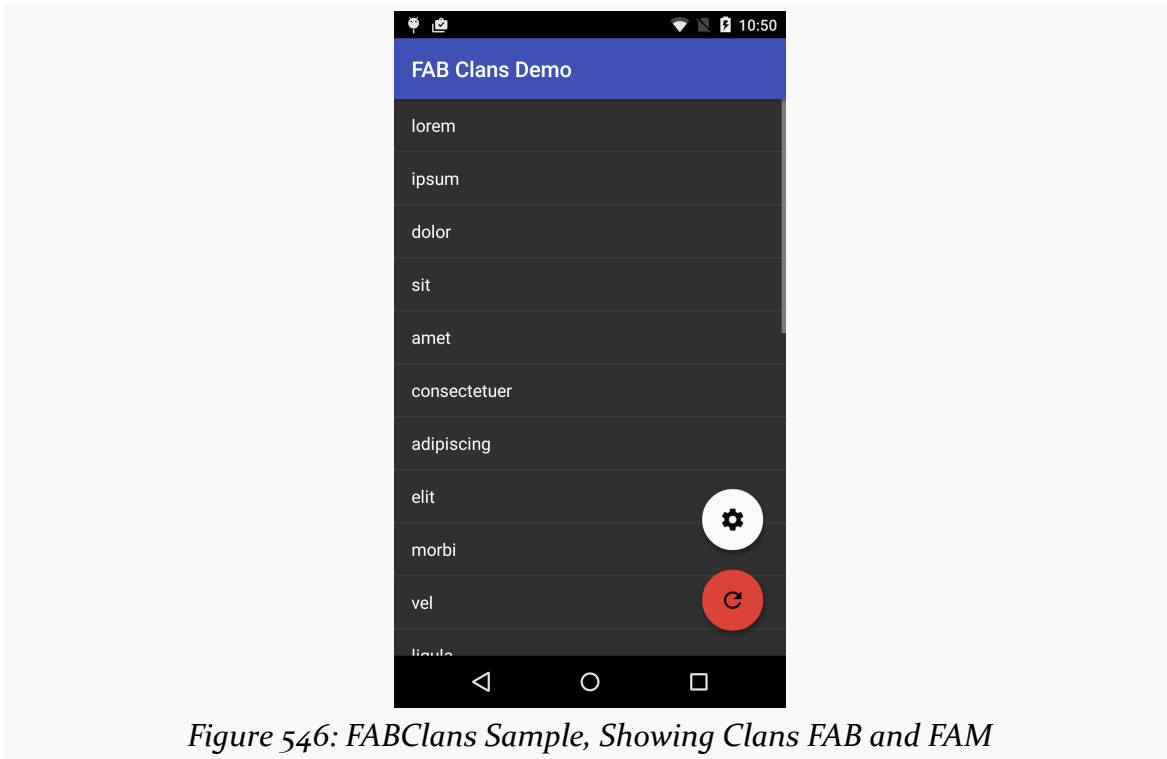 10:50
FAB Clans Demo
lorem
ipsum
dolor
sit
amet
consectetuer
adipiscing
elit
morbi
vel
ligula
Figure 546: FABClans Sample, Showing Clans FAB and FAM